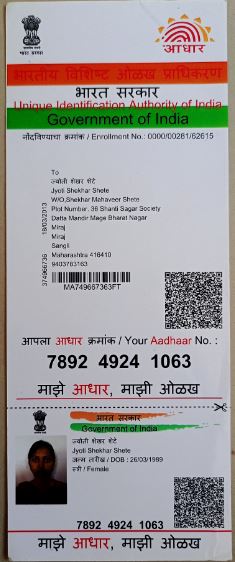 आधार
भारतीय विशिष्ट ओळख प्राधिकरण
भारत सरकार
Unique Identification Authority of India
Government of India
नोंदविण्याचा क्रमांक / Enrollment No.: 0000/00281/62615
To
ज्योती शेखर शेटे
Jyoti Shekhar Shete
W/O,Shekhar Mahaveer Shete
Plot Number. 36 Shanti Sagar Society
Datta Mandir Mage Bharat Nagar
Miraj
Miraj
Sangli
Maharashtra 416410
9403783163
MA749667363FT
आपला आधार क्रमांक / Your Aadhaar No. :
7892 4924 1063
माझे आधार, माझी ओळख
भारत सरकार
Government of India
ज्योती शेखर शेटे
Jyoti Shekhar Shete
जन्म तारीख / DOB : 26/03/1989
स्त्री / Female
7892 4924 1063
माझे आधार, माझी ओळख